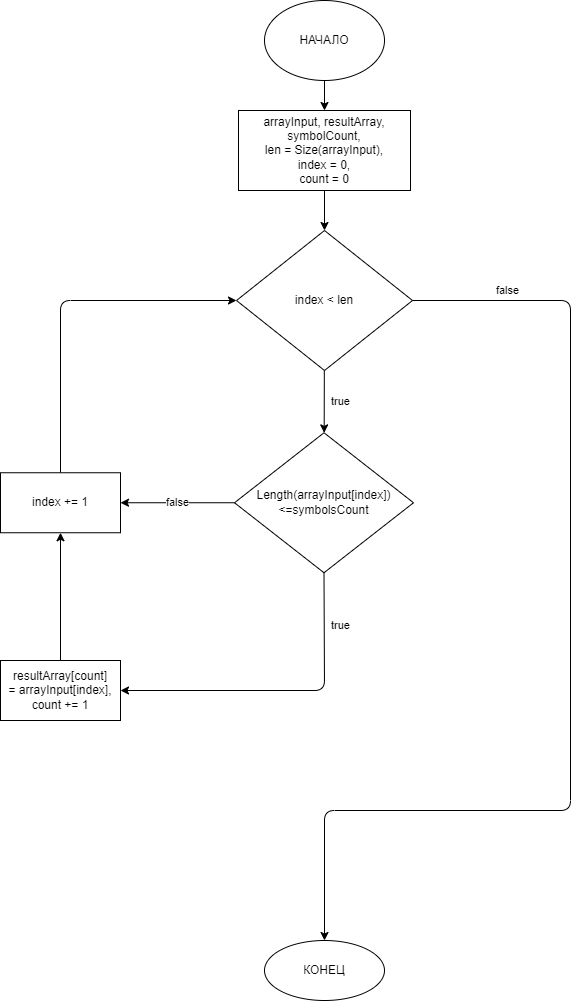 НАЧАЛО
arrayInput, resultArray,
symbolCount,
len = Size(arrayInput),
index = 0,
count = 0
index < len
false
true
Length(arrayInput[index])
<=symbolsCount
false
index += 1
true
resultArray[count]
= arrayInput[index],
count += 1
КОНЕЦ